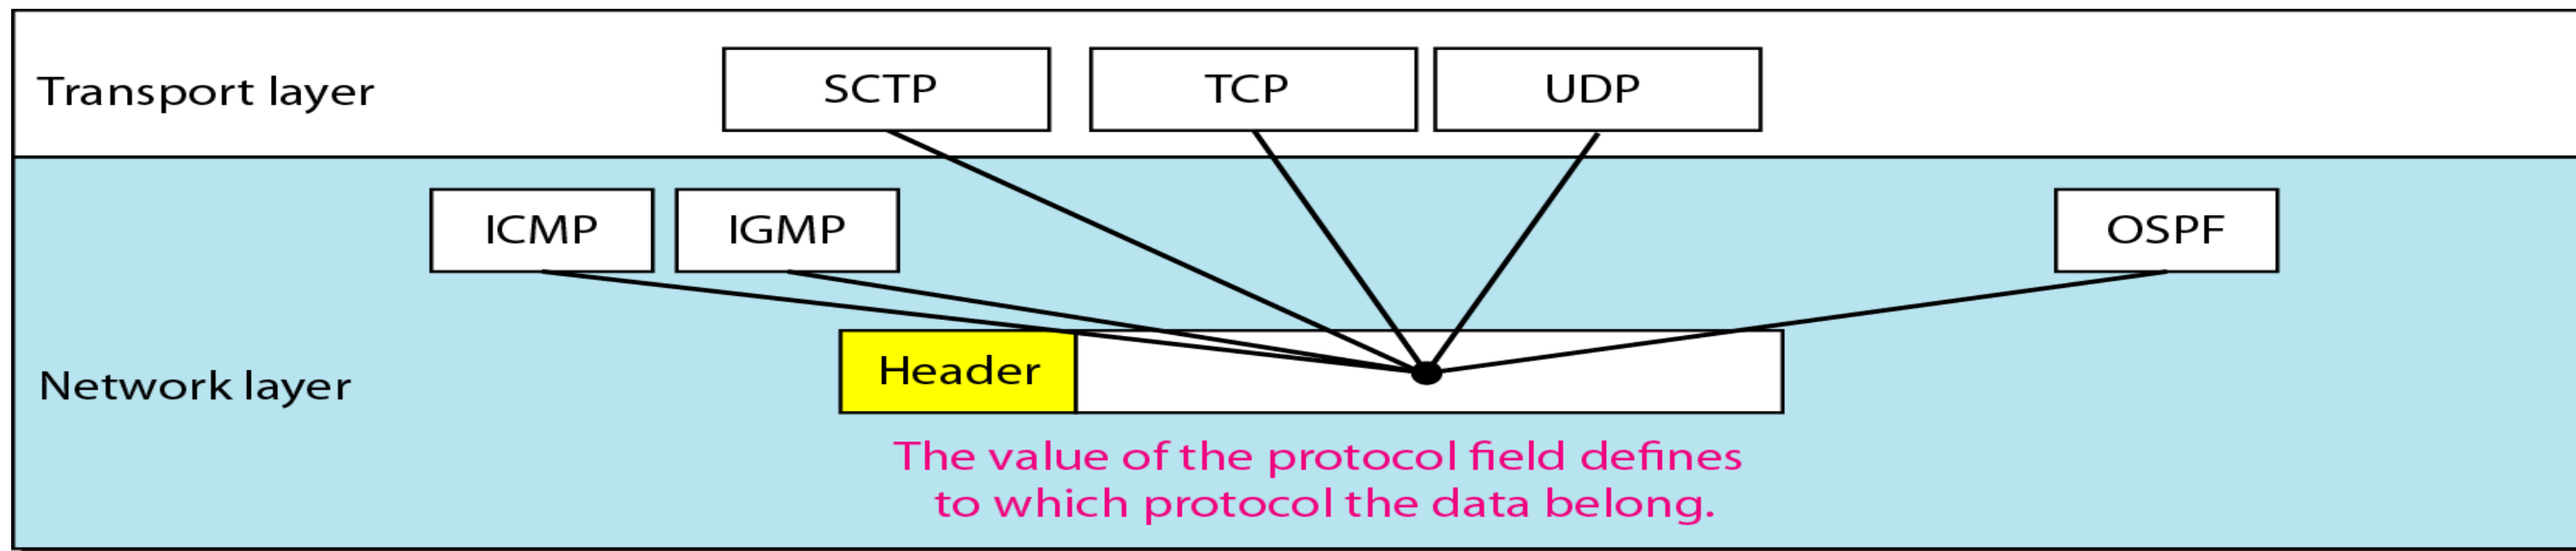 Transport layer
SCTP
TCP
UDP
ICMP
IGMP
OSPF
Network layer
Header
The value of the protocol field defines
to which protocol the data belong.